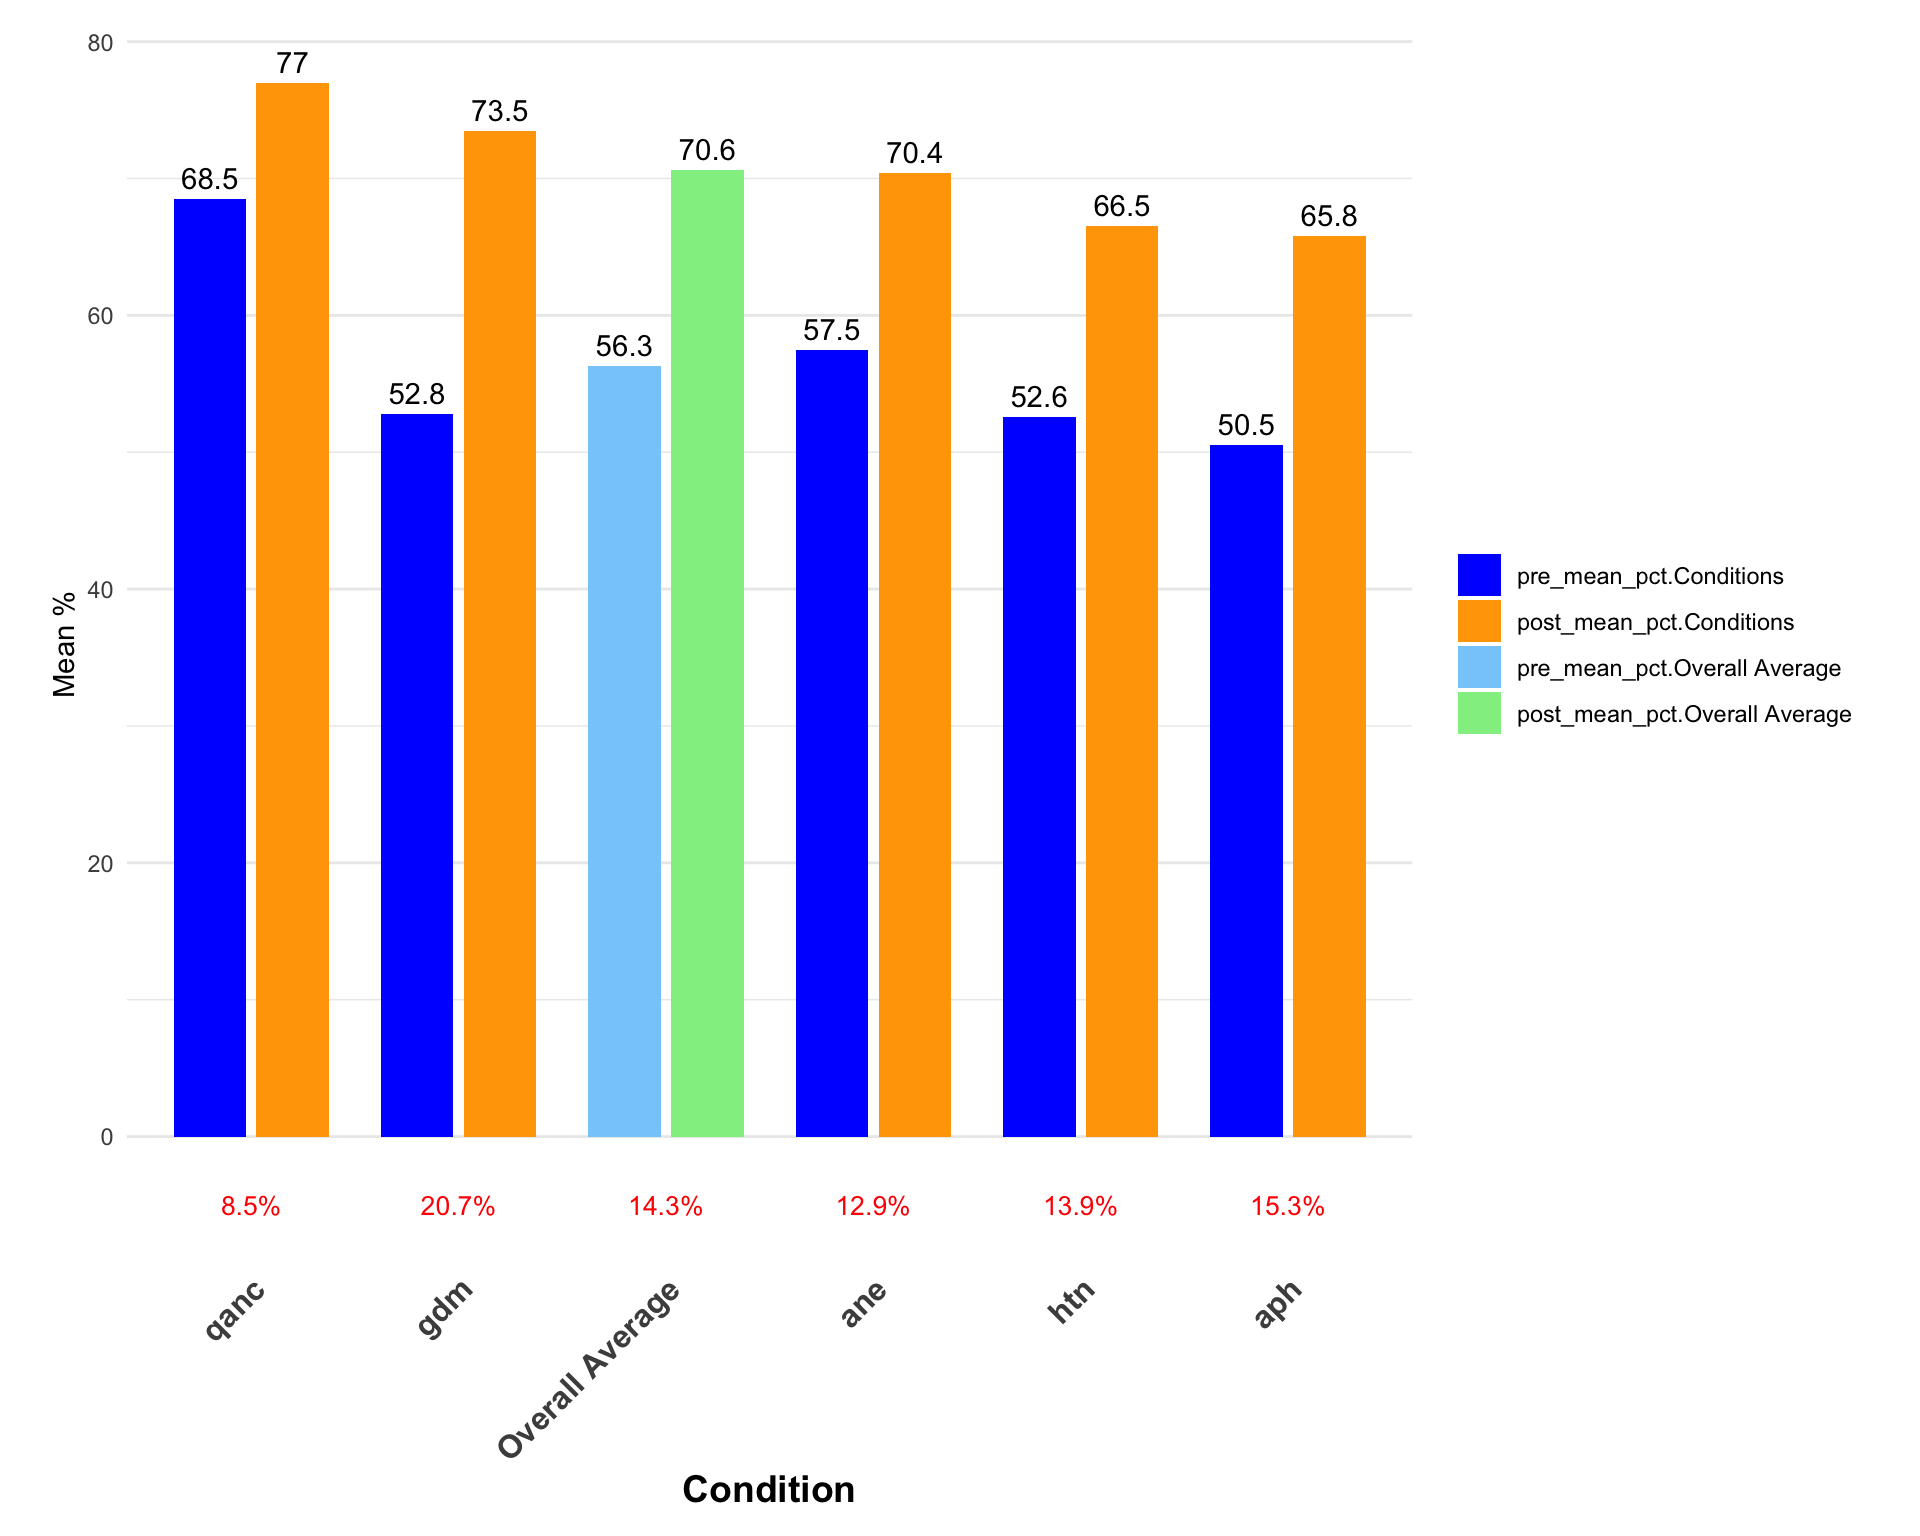 80
60
40
20
0
Mean %
68.5
77
52.8
73.5
56.3
70.6
57.5
70.4
52.6
66.5
50.5
65.8
8.5%
20.7%
14.3%
12.9%
13.9%
15.3%
qanc
gdm
Overall Average
ane
htn
aph
Condition
pre_mean_pct.Conditions
post_mean_pct.Conditions
pre_mean_pct.Overall Average
post_mean_pct.Overall Average